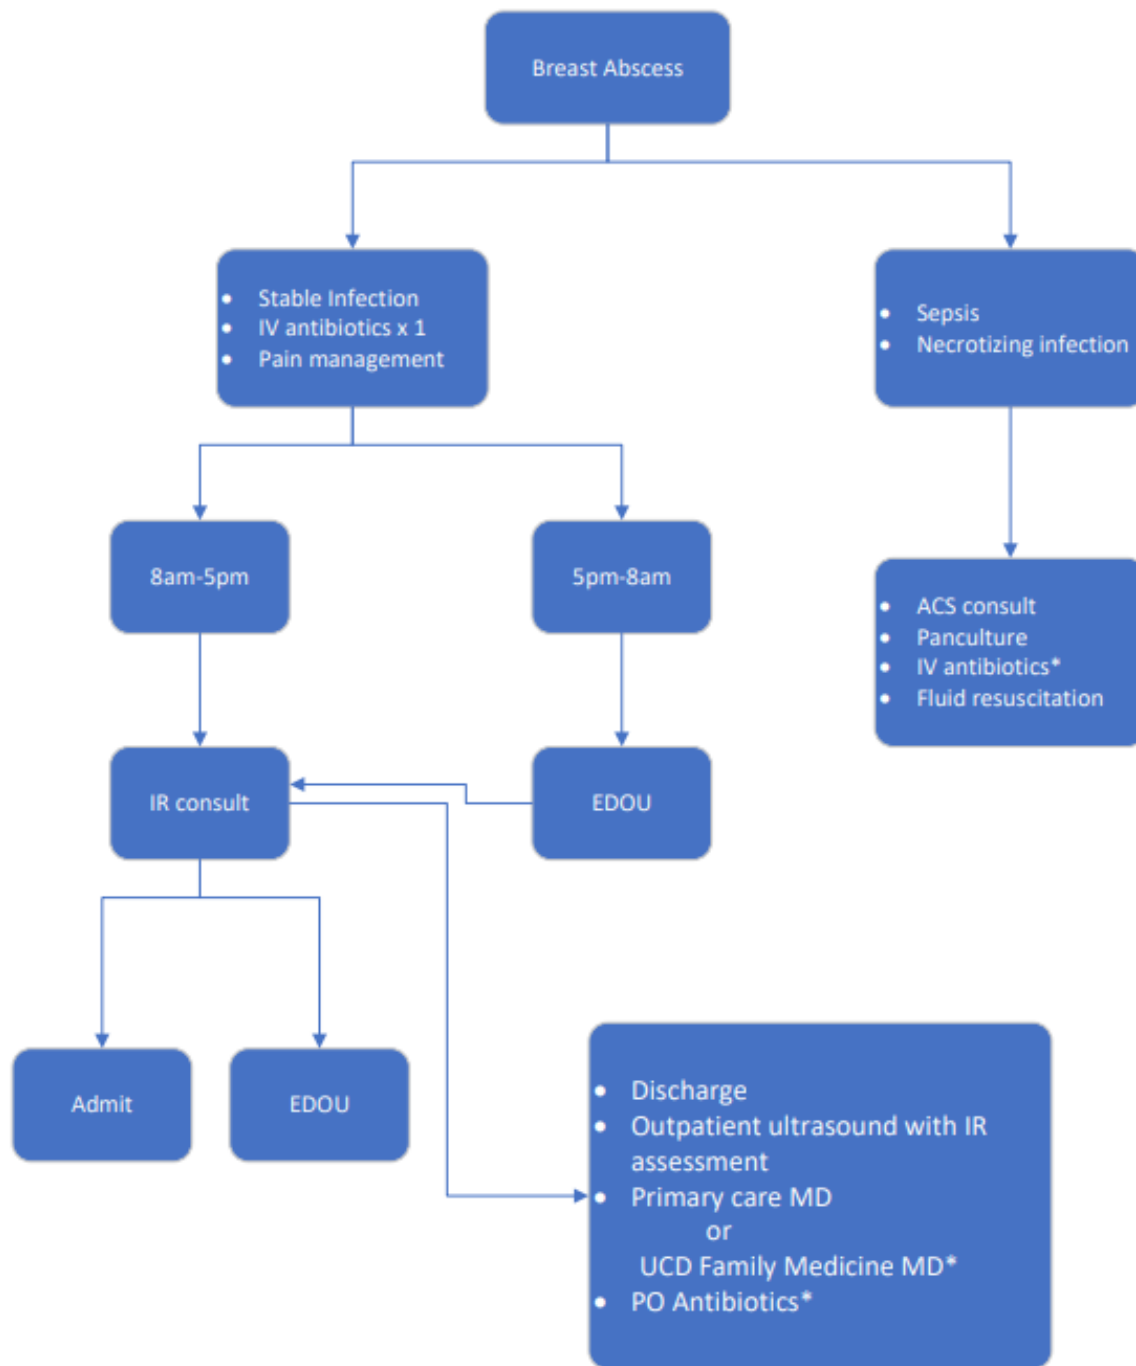 Breast Abscess
• Stable Infection
• IV antibiotics x 1
• Pain management
• Sepsis
• Necrotizing infection
8am-5pm
5pm-8am
• ACS consult
• Panculture
• IV antibiotics*
• Fluid resuscitation
IR consult
EDOU
Admit
EDOU
• Discharge
• Outpatient ultrasound with IR
assessment
• Primary care MD
or
UCD Family Medicine MD*
• PO Antibiotics*